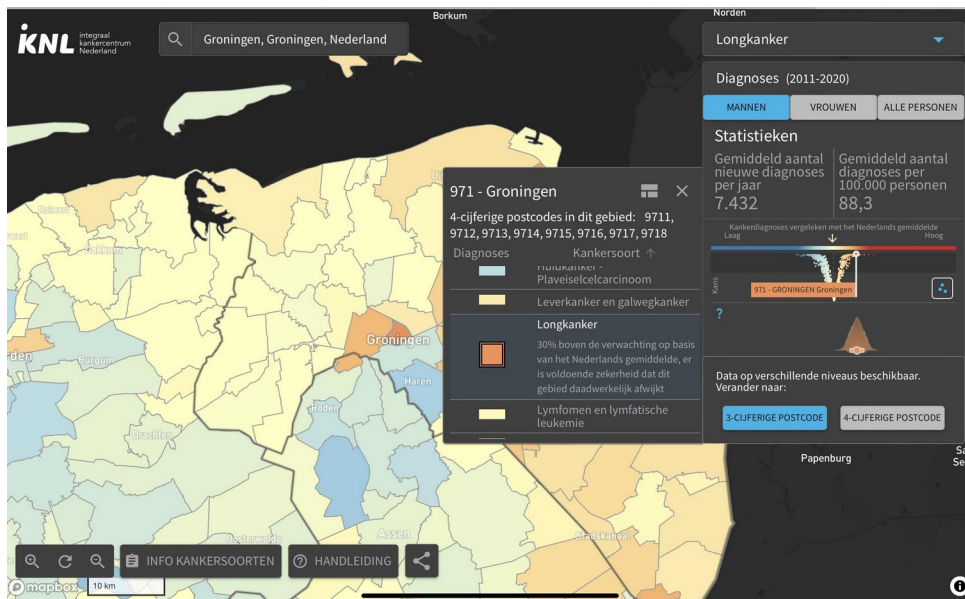 Borkum
Norden
iKNL integraal
kankercentrum
Nederland
Groningen, Groningen, Nederland
Longkanker
Diagnoses (2011-2020)
MANNEN
VROUWEN
ALLE PERSONEN
Statistieken
Gemiddeld aantal
nieuwe diagnoses
per jaar
7.432
Gemiddeld aantal
diagnoses per
100.000 personen
88,3
Kankerdiagnoses vergeleken met het Nederlands gemiddelde
Laag
Hoog
Kans
971 - GRONINGEN Groningen
?
Data op verschillende niveaus beschikbaar.
Verander naar:
3-CIJFERIGE POSTCODE
4-CIJFERIGE POSTCODE
971 - Groningen
4-cijferige postcodes in dit gebied: 9711,
9712, 9713, 9714, 9715, 9716, 9717, 9718
Diagnoses
Kankersoort ↑
Huidkanker -
Plaveiselcelcarcinoom
Leverkanker en galwegkanker
Longkanker
30% boven de verwachting op basis
van het Nederlands gemiddelde, er
is voldoende zekerheid dat dit
gebied daadwerkelijk afwijkt
Lymfomen en lymfatische
leukemie
Dokkum
Groningen
Burgum
Haren
Roden
Drachten
Papenburg
Oosterwolde
Assen
Stadskanaal
INFO KANKERSOORTEN
HANDLEIDING
mapbox
10 km